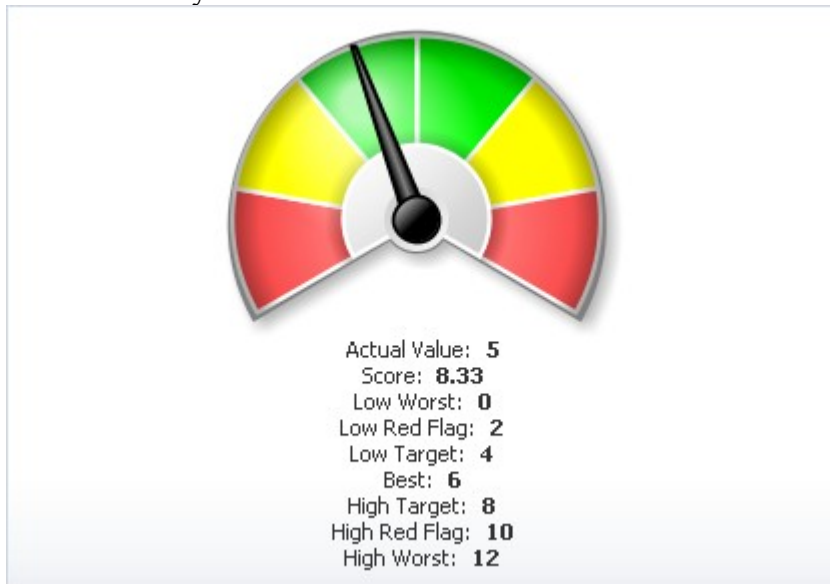 Actual Value: 5
Score: 8.33
Low Worst: 0
Low Red Flag: 2
Low Target: 4
Best: 6
High Target: 8
High Red Flag: 10
High Worst: 12